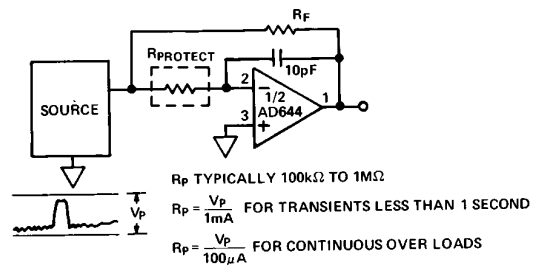 RF
RPROTECT
10pF
2
1/2
1
AD644
3
SOURCE
RP TYPICALLY 100kΩ TO 1MΩ
VP
RP = VP/1mA FOR TRANSIENTS LESS THAN 1 SECOND
RP = VP/100μA FOR CONTINUOUS OVER LOADS